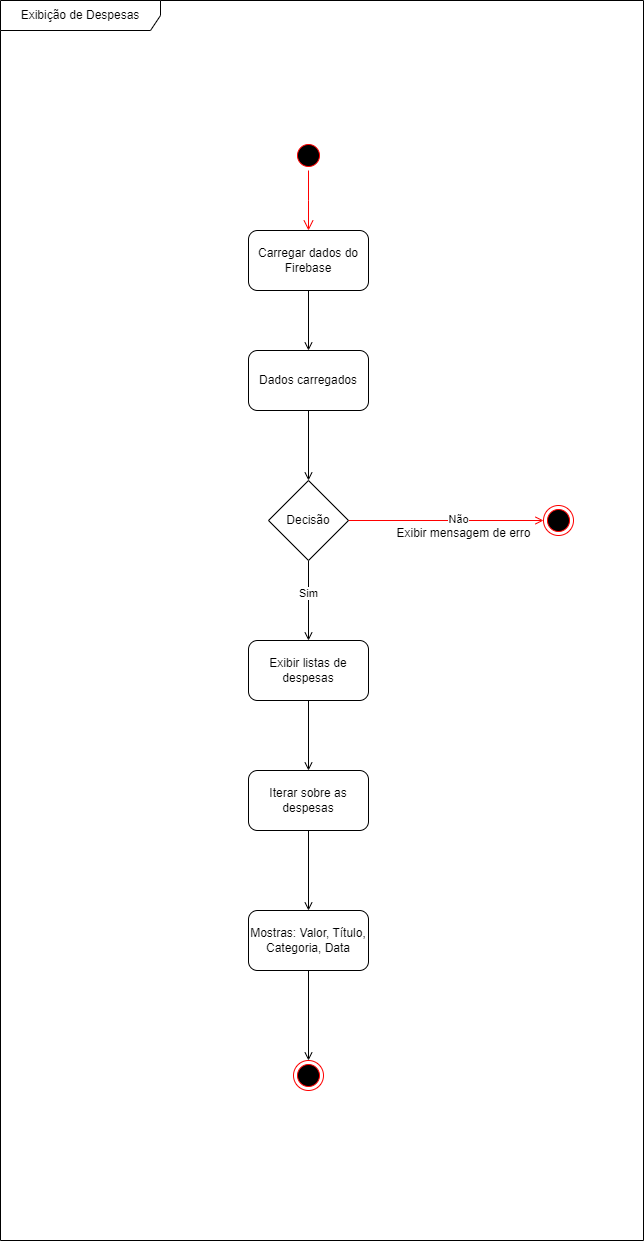 Exibição de Despesas
Carregar dados do
Firebase
Dados carregados
Decisão
Não
Exibir mensagem de erro
Sim
Exibir listas de
despesas
Iterar sobre as
despesas
Mostras: Valor, Título,
Categoria, Data